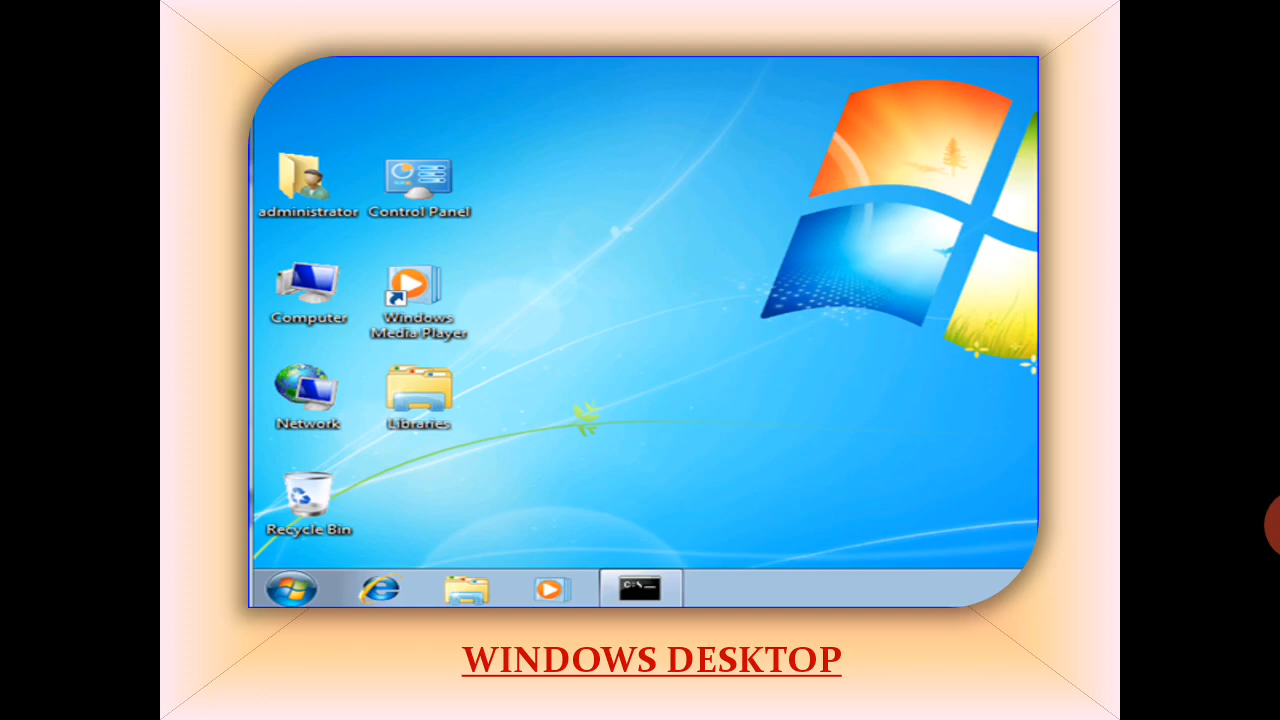 administrator
Control Panel
Computer
Windows
Media Player
Network
Libraries
Recycle Bin
C:\
WINDOWS DESKTOP